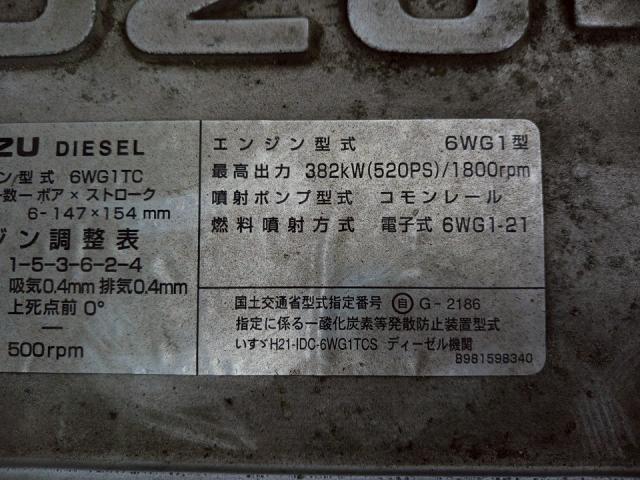 ZU DIESEL
ン型式 6WG1TC
数ー ボア × ストローク
6- 147×154 mm
ジン調整表
1-5-3-6-2-4
吸気0.4mm 排気0.4mm
上死点前 0°
—
500rpm
エンジン型式 6WG1型
最高出力 382kW(520PS)/1800rpm
噴射ポンプ型式 コモンレール
燃料噴射方式 電子式 6WG1-21
国土交通省型式指定番号 自 G-2186
指定に係る一酸化炭素等発散防止装置型式
いすゞH21-IDC-6WG1TCS ディーゼル機関
8981598340